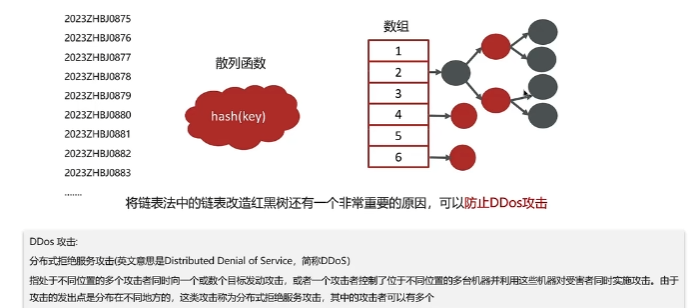 2023ZHBJ0875
2023ZHBJ0876
2023ZHBJ0877
2023ZHBJ0878
2023ZHBJ0879
2023ZHBJ0880
2023ZHBJ0881
2023ZHBJ0882
2023ZHBJ0883
.......
散列函数
hash(key)
数组
1
2
3
4
5
6
将链表法中的链表改造红黑树还有一个非常重要的原因，可以防止DDos攻击
DDos 攻击:
分布式拒绝服务攻击(英文意思是Distributed Denial of Service，简称DDoS)
指处于不同位置的多个攻击者同时向一个或数个目标发动攻击，或者一个攻击者控制了位于不同位置的多台机器并利用这些机器对受害者同时实施攻击。由于
攻击的发出点是分布在不同地方的，这类攻击称为分布式拒绝服务攻击，其中的攻击者可以有多个